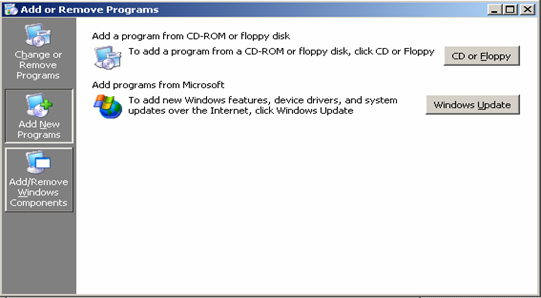 Add or Remove Programs
Change or
Remove
Programs
Add New
Programs
Add/Remove
Windows
Components
Add a program from CD-ROM or floppy disk
To add a program from a CD-ROM or floppy disk, click CD or Floppy
CD or Floppy
Add programs from Microsoft
To add new Windows features, device drivers, and system
updates over the Internet, click Windows Update
Windows Update